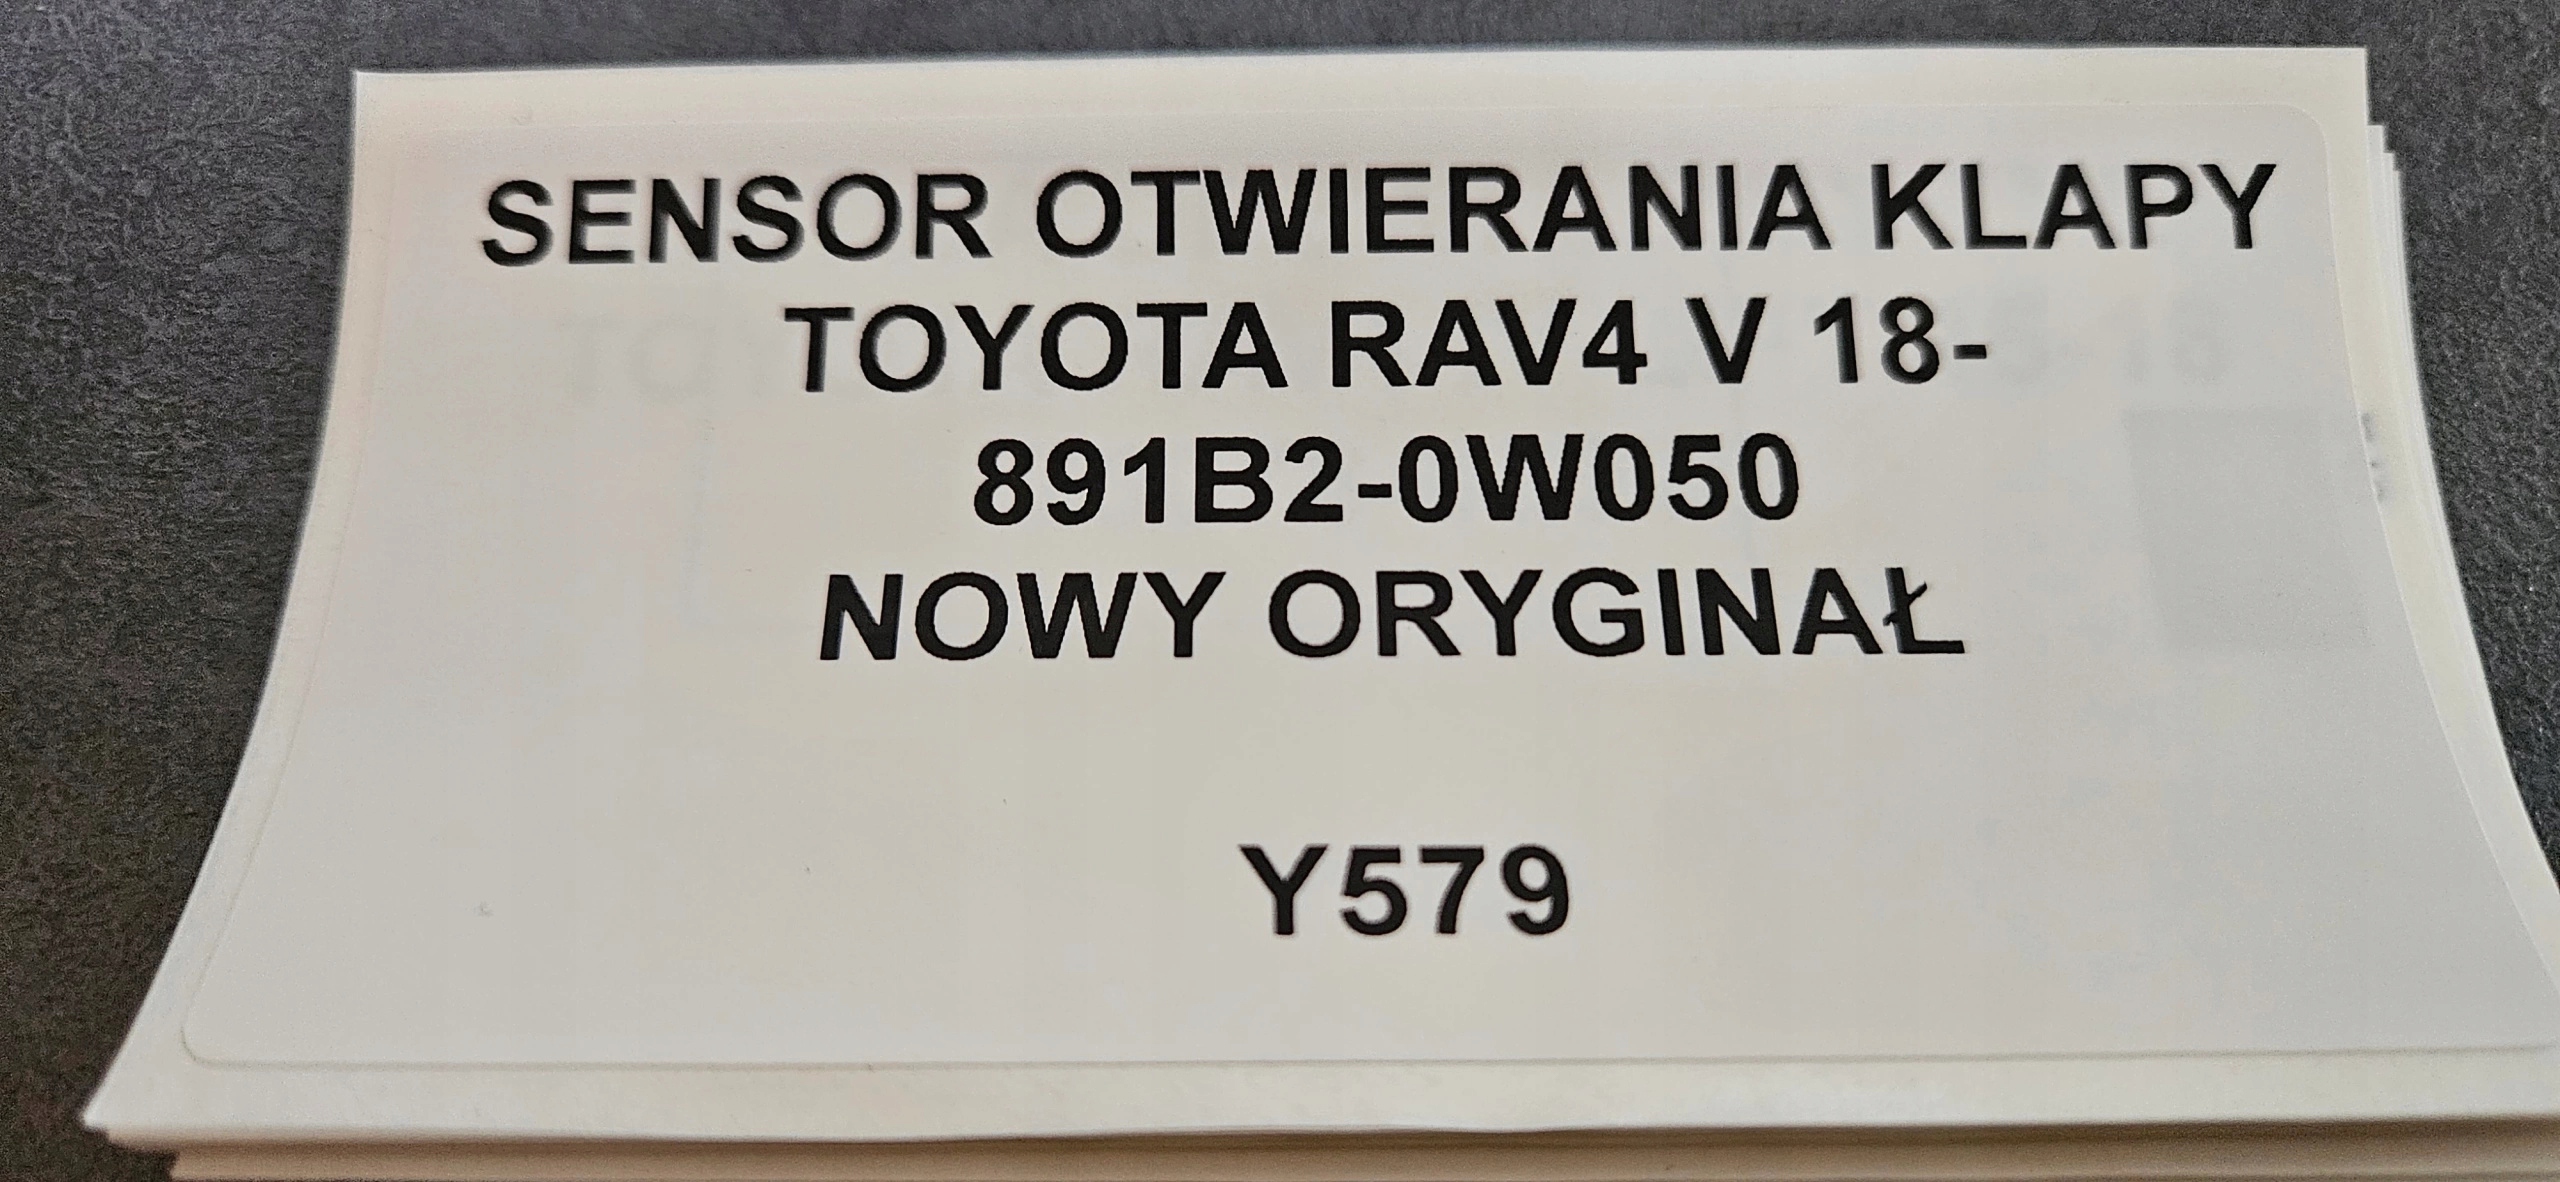 SENSOR OTWIERANIA KLAPY
TOYOTA RAV4 V 18-
891B2-0W050
NOWY ORYGINAŁ
Y579